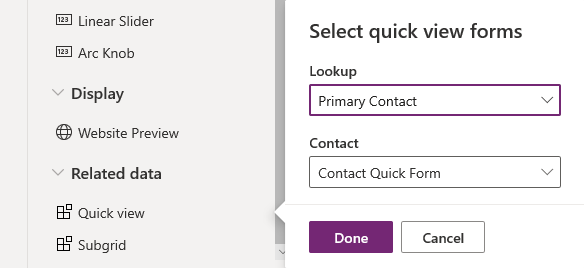 Linear Slider
Arc Knob
Display
Website Preview
Related data
Quick view
Subgrid
Select quick view forms
Lookup
Primary Contact
Contact
Contact Quick Form
Done
Cancel